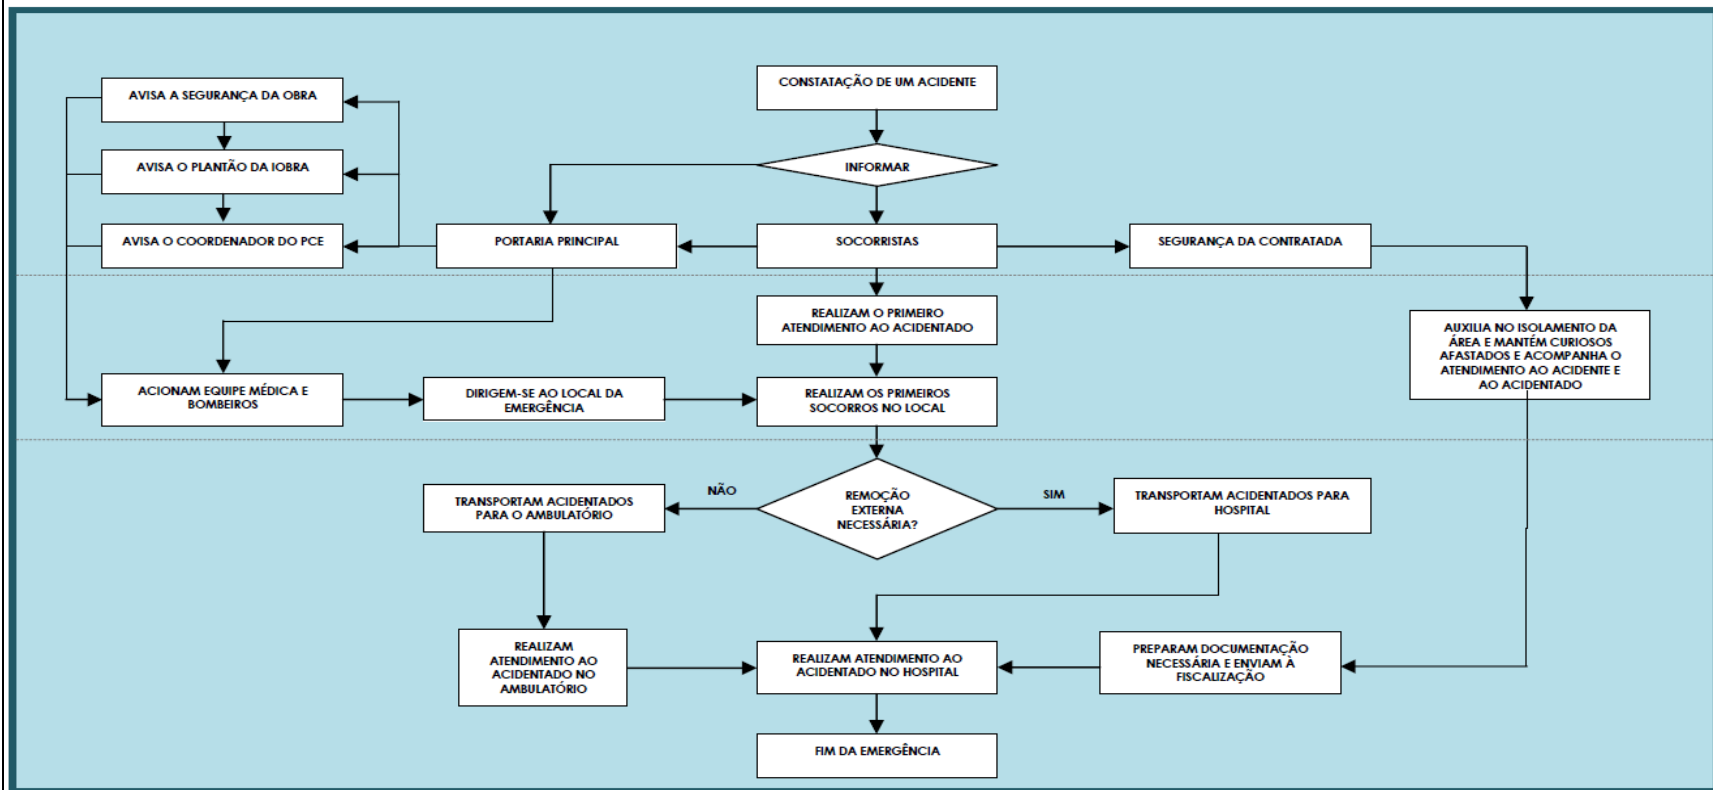 CONSTATAÇÃO DE UM ACIDENTE
AVISA A SEGURANÇA DA OBRA
INFORMAR
AVISA O PLANTÃO DA IOBRA
AVISA O COORDENADOR DO PCE
PORTARIA PRINCIPAL
SOCORRISTAS
SEGURANÇA DA CONTRATADA
REALIZAM O PRIMEIRO
ATENDIMENTO AO ACIDENTADO
AUXILIA NO ISOLAMENTO DA
ÁREA E MANTÉM CURIOSOS
AFASTADOS E ACOMPANHA O
ATENDIMENTO AO ACIDENTE E
AO ACIDENTADO
ACIONAM EQUIPE MÉDICA E
BOMBEIROS
DIRIGEM-SE AO LOCAL DA
EMERGÊNCIA
REALIZAM OS PRIMEIROS
SOCORROS NO LOCAL
NÃO
SIM
TRANSPORTAM ACIDENTADOS
PARA O AMBULATÓRIO
REMOÇÃO
EXTERNA
NECESSÁRIA?
TRANSPORTAM ACIDENTADOS PARA
HOSPITAL
REALIZAM
ATENDIMENTO AO
ACIDENTADO NO
AMBULATÓRIO
REALIZAM ATENDIMENTO AO
ACIDENTADO NO HOSPITAL
PREPARAM DOCUMENTAÇÃO
NECESSÁRIA E ENVIAM À
FISCALIZAÇÃO
FIM DA EMERGÊNCIA